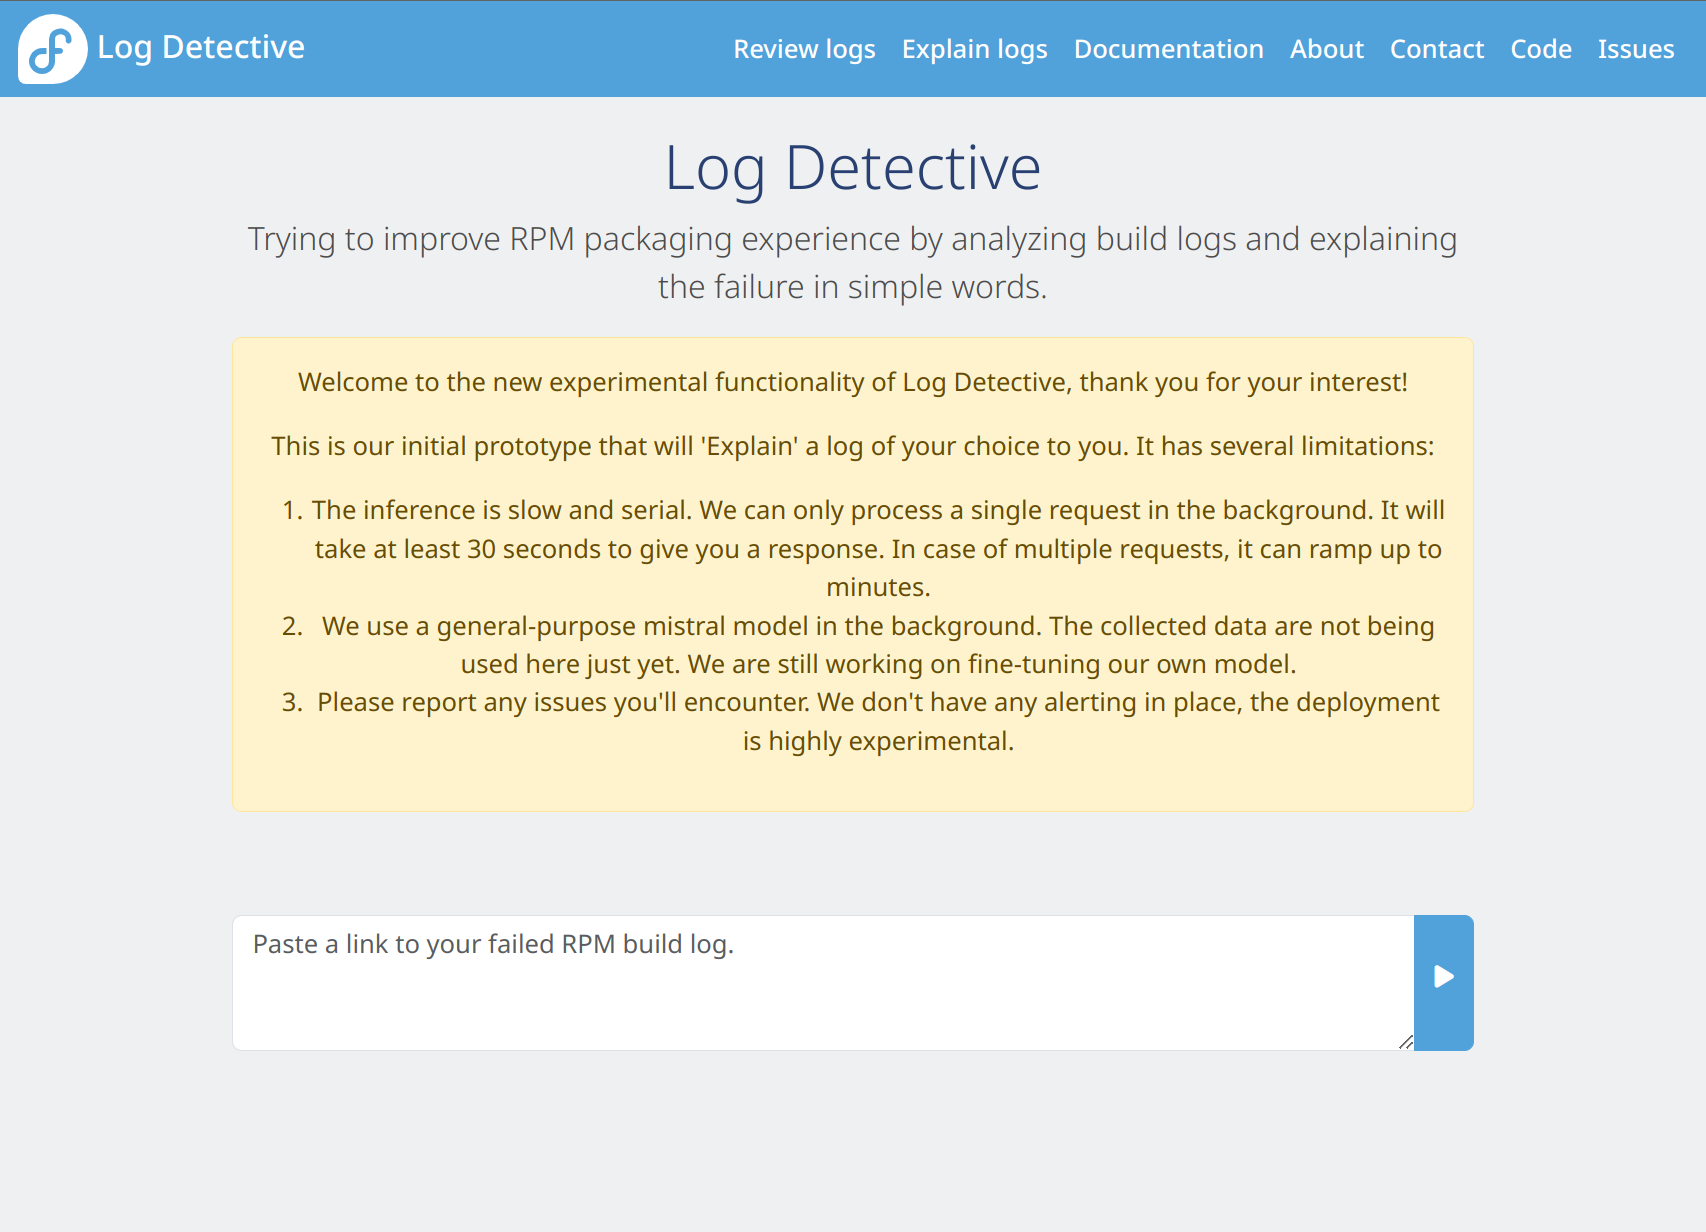 Log Detective
Review logs
Explain logs
Documentation
About
Contact
Code
Issues
Log Detective
Trying to improve RPM packaging experience by analyzing build logs and explaining
the failure in simple words.
Welcome to the new experimental functionality of Log Detective, thank you for your interest!
This is our initial prototype that will 'Explain' a log of your choice to you. It has several limitations:
1. The inference is slow and serial. We can only process a single request in the background. It will
take at least 30 seconds to give you a response. In case of multiple requests, it can ramp up to
minutes.
2. We use a general-purpose mistral model in the background. The collected data are not being
used here just yet. We are still working on fine-tuning our own model.
3. Please report any issues you'll encounter. We don't have any alerting in place, the deployment
is highly experimental.
Paste a link to your failed RPM build log.